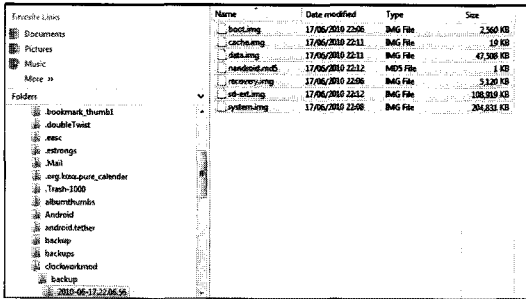 Favorite Links
Documents
Pictures
Music
More »
Folders
.bookmark_thumb1
.doubleTwist
.easc
.estrongs
.Mail
.org.koxx.pure_calendar
.Trash-1000
albumthumbs
Android
android.tether
backup
backups
clockworkmod
backup
2010-06-17.22.06.56
Name Date modified Type Size
boot.img 17/06/2010 22:06 IMG File 2,560 KB
cache.img 17/06/2010 22:11 IMG File 19 KB
data.img 17/06/2010 22:11 IMG File 47,508 KB
nandroid.md5 17/06/2010 22:12 MD5 File 1 KB
recovery.img 17/06/2010 22:06 IMG File 5,120 KB
sd-ext.img 17/06/2010 22:12 IMG File 108,919 KB
system.img 17/06/2010 22:08 IMG File 204,831 KB